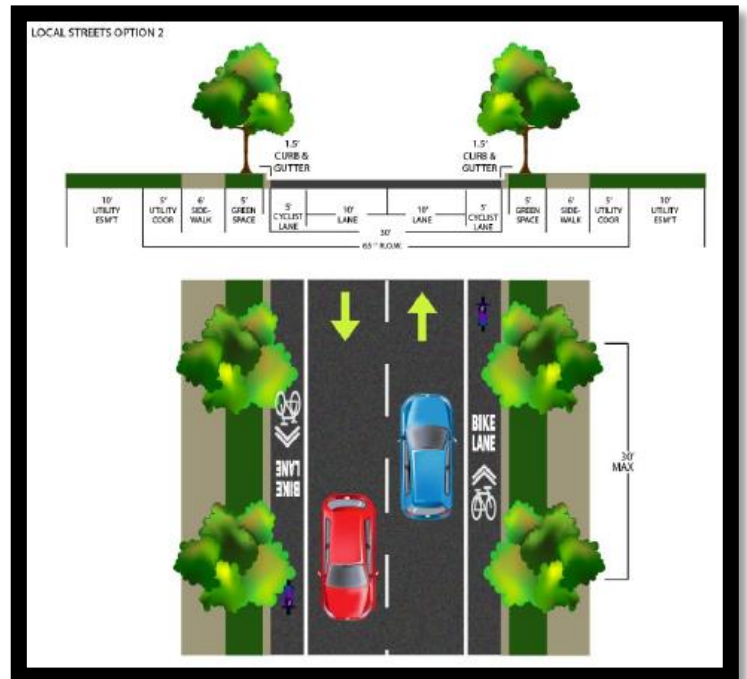 LOCAL STREETS OPTION 2
1.5'
CURB &
GUTTER
1.5'
CURB &
GUTTER
10'
UTILITY
ESM'T
5'
UTILITY
COOR
6'
SIDE-
WALK
5'
GREEN
SPACE
5'
CYCLIST
LANE
10'
LANE
10' LANE
5'
CYCLIST
LANE
5'
GREEN
SPACE
6'
SIDE-
WALK
5'
UTILITY
COOR
10'
UTILITY
ESM'T
30'
65' R.O.W.
BIKE
LANE
BIKE
LANE
30'
MAX